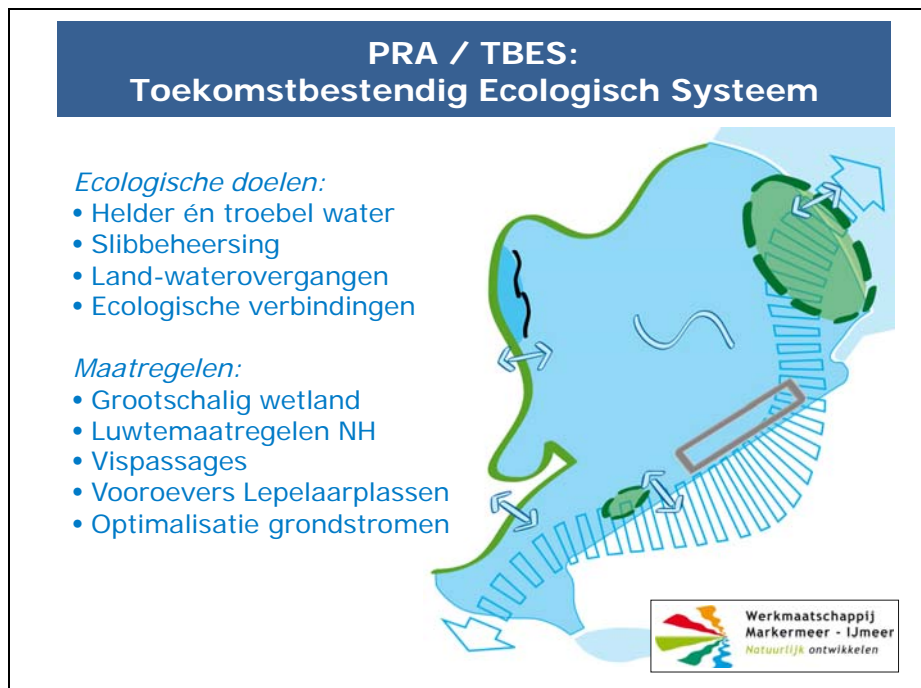 PRA / TBES:
Toekomstbestendig Ecologisch Systeem
Ecologische doelen:
• Helder én troebel water
• Slibbeheersing
• Land-waterovergangen
• Ecologische verbindingen
Maatregelen:
• Grootschalig wetland
• Luwtemaatregelen NH
• Vispassages
• Vooroevers Lepelaarplassen
• Optimalisatie grondstromen
Werkmaatschappij
Markermeer - IJmeer
Natuurlijk ontwikkelen